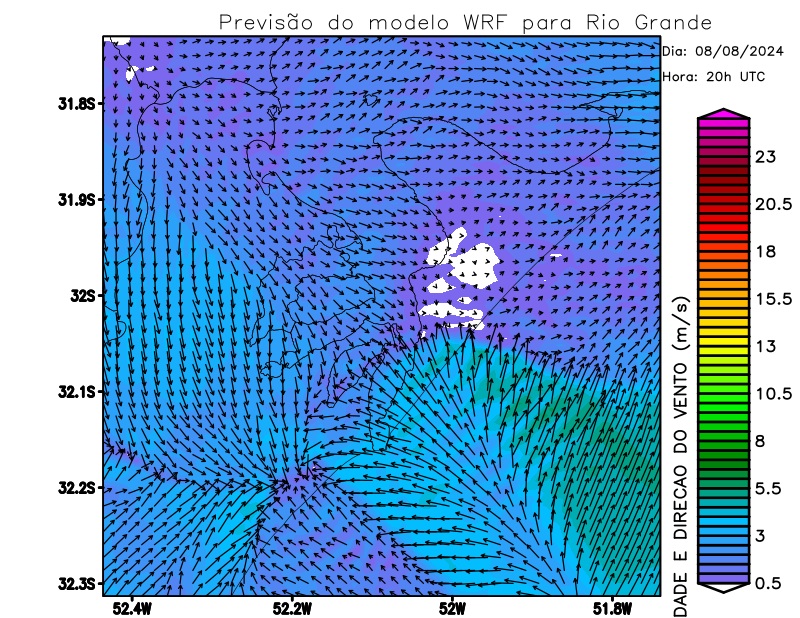 Previsão do modelo WRF para Rio Grande
Dia: 08/08/2024
Hora: 20h UTC
31.8S
31.9S
32S
32.1S
32.2S
32.3S
52.4W
52.2W
52W
51.8W
23
20.5
18
15.5
13
10.5
8
5.5
3
0.5
DADE E DIRECAO DO VENTO (m/s)